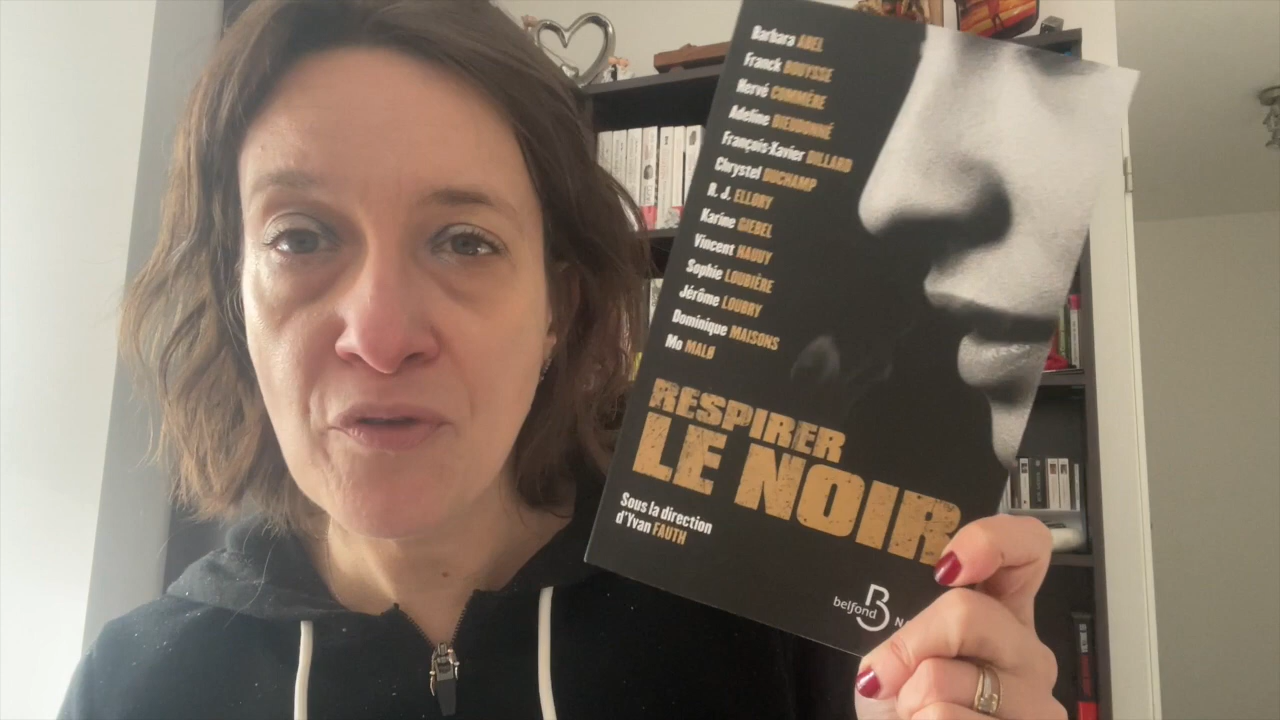 Barbara ABEL
Franck BOUYSSE
Hervé COMMÈRE
Adeline DIEUDONNÉ
François-Xavier DILLARD
Chrystel DUCHAMP
R. J. ELLORY
Karine GIEBEL
Vincent HAUUY
Sophie LOUBIÈRE
Jérôme LOUBRY
Dominique MAISONS
Mo MALØ
RESPIRER
LE NOIR
Sous la direction
d'Yvan FAUTH
belfond